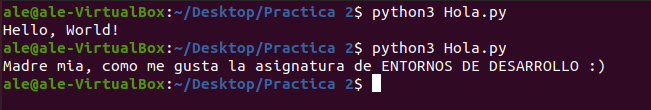 ale@ale-VirtualBox:~/Desktop/Practica 2$ python3 Hola.py
Hello, World!
ale@ale-VirtualBox:~/Desktop/Practica 2$ python3 Hola.py
Madre mia, como me gusta la asignatura de ENTORNOS DE DESARROLLO :)
ale@ale-VirtualBox:~/Desktop/Practica 2$